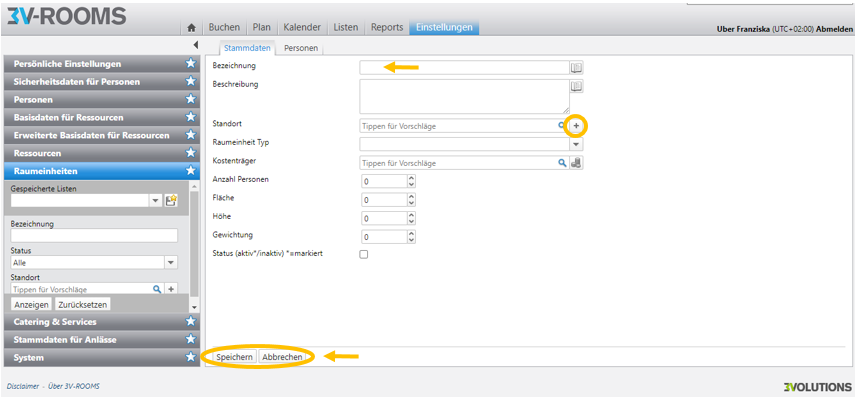 3V-ROOMS
Buchen Plan Kalender Listen Reports Einstellungen
Uber Franziska (UTC+02:00) Abmelden
Persönliche Einstellungen
Sicherheitsdaten für Personen
Personen
Basisdaten für Ressourcen
Erweiterte Basisdaten für Ressourcen
Ressourcen
Raumeinheiten
Gespeicherte Listen
Bezeichnung
Status
Alle
Standort
Tippen für Vorschläge
Anzeigen Zurücksetzen
Catering & Services
Stammdaten für Anlässe
System
Stammdaten Personen
Bezeichnung
Beschreibung
Standort Tippen für Vorschläge +
Raumeinheit Typ
Kostenträger Tippen für Vorschläge
Anzahl Personen 0
Fläche 0
Höhe 0
Gewichtung 0
Status (aktiv*/inaktiv) *=markiert
Speichern Abbrechen
Disclaimer - Über 3V-ROOMS
3VOLUTIONS